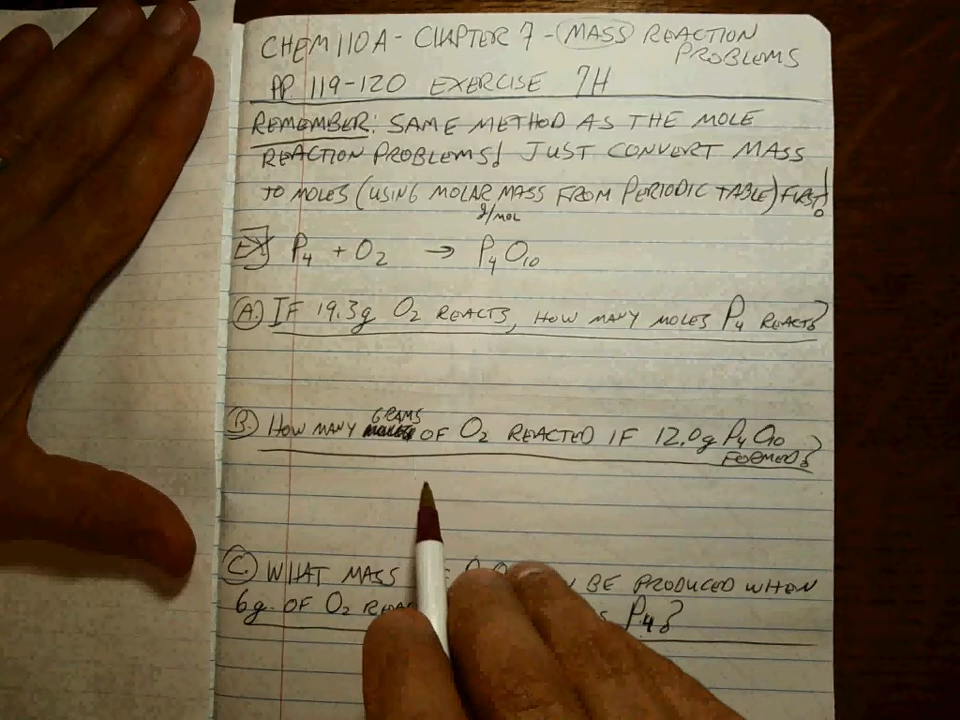 CHEM 110A - CHAPTER 7 - MASS REACTION PROBLEMS
PP. 119-120 EXERCISE 7H
REMEMBER: SAME METHOD AS THE MOLE
REACTION PROBLEMS! JUST CONVERT MASS
TO MOLES (USING MOLAR MASS FROM PERIODIC TABLE) FIRST!
g/mol
EX P₄ + O₂ → P₄O₁₀
A. IF 19.3g O₂ REACTS, HOW MANY MOLES P₄ REACT?
B. HOW MANY GRAMS OF O₂ REACTED IF 12.0g P₄O₁₀ FORMED?
C. WHAT MASS BE PRODUCED WHEN
6g. OF O₂ P₄?